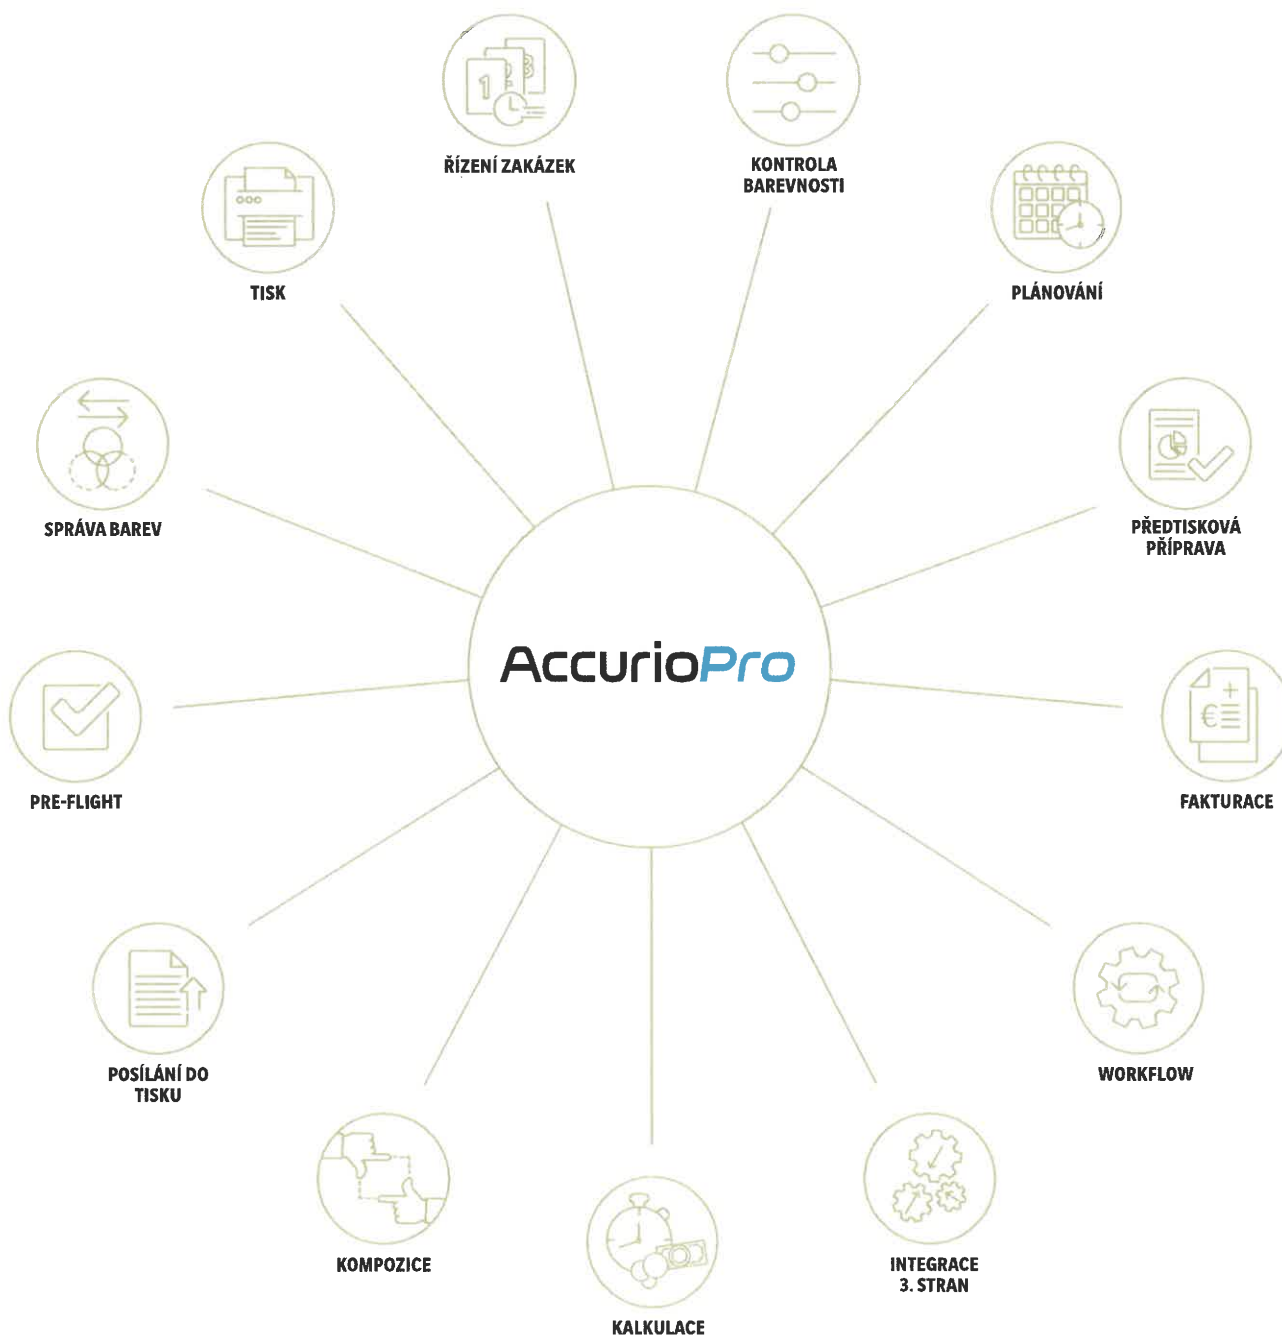 ŘÍZENÍ ZAKÁZEK
KONTROLA
BAREVNOSTI
TISK
PLÁNOVÁNÍ
SPRÁVA BAREV
PŘEDTISKOVÁ
PŘÍPRAVA
AccurioPro
PRE-FLIGHT
FAKTURACE
POSÍLÁNÍ DO
TISKU
WORKFLOW
KOMPOZICE
INTEGRACE
3. STRAN
KALKULACE